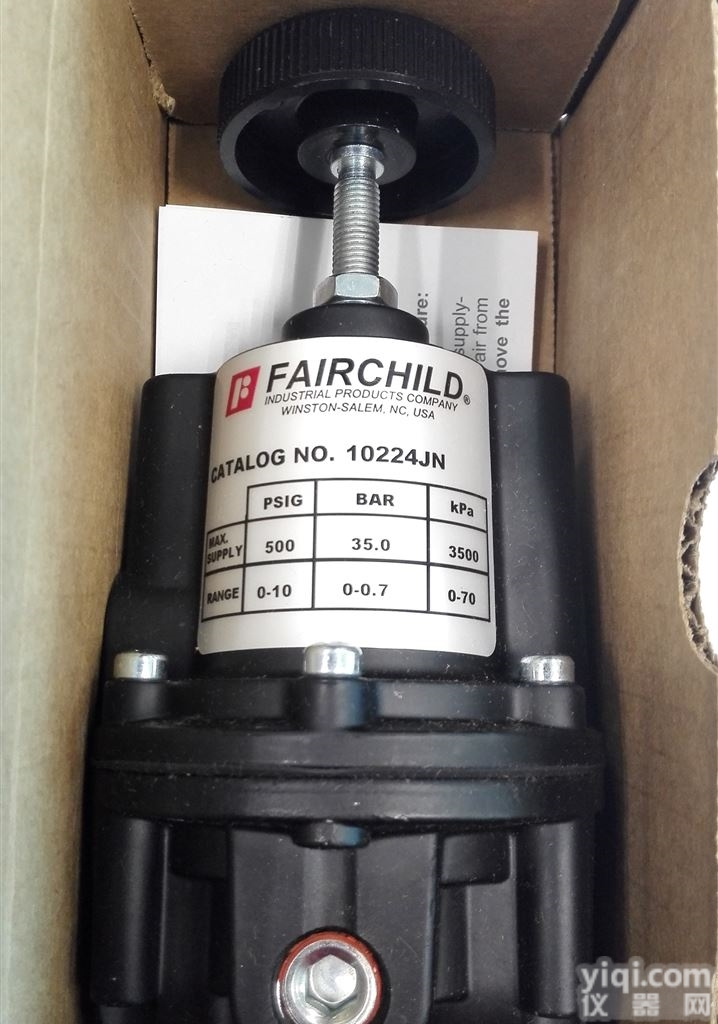 ure:
supply-
air from
ove the
FAIRCHILD®
INDUSTRIAL PRODUCTS COMPANY
WINSTON-SALEM, NC, USA
CATALOG NO. 10224JN
PSIG BAR kPa
MAX. SUPPLY 500 35.0 3500
RANGE 0-10 0-0.7 0-70
yiqi.com
仪器网